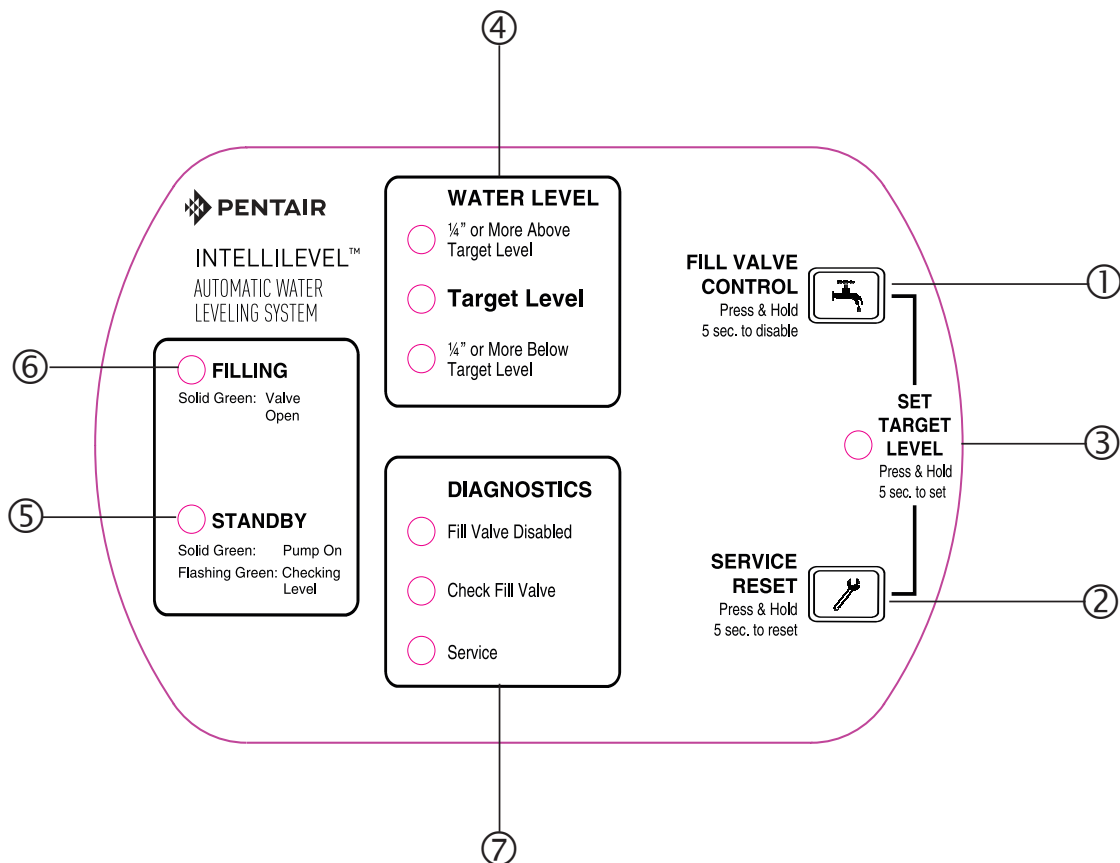 ④
PENTAIR
INTELLILEVEL™
AUTOMATIC WATER
LEVELING SYSTEM
⑥
FILLING
Solid Green: Valve
Open
⑤
STANDBY
Solid Green: Pump On
Flashing Green: Checking
Level
WATER LEVEL
¼” or More Above
Target Level
Target Level
¼” or More Below
Target Level
DIAGNOSTICS
Fill Valve Disabled
Check Fill Valve
Service
⑦
FILL VALVE
CONTROL
Press & Hold
5 sec. to disable
①
SET
TARGET
LEVEL
Press & Hold
5 sec. to set
③
SERVICE
RESET
Press & Hold
5 sec. to reset
②